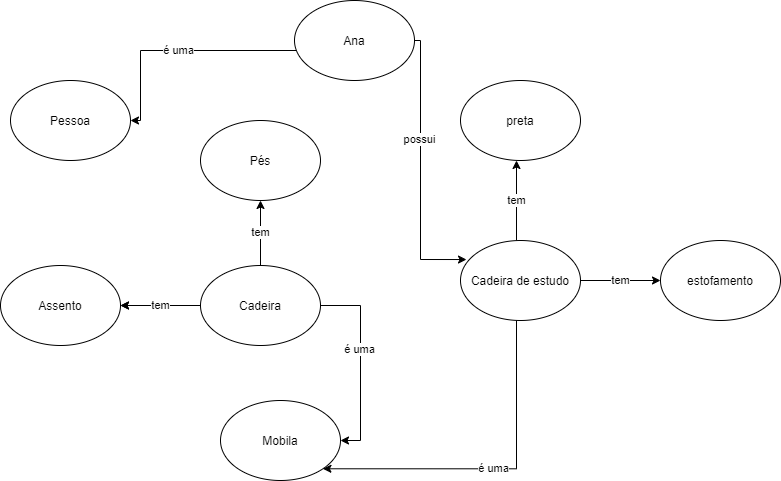 Ana
é uma
Pessoa
preta
possui
Pés
tem
tem
Cadeira de estudo
tem
estofamento
Assento
tem
Cadeira
é uma
Mobila
é uma